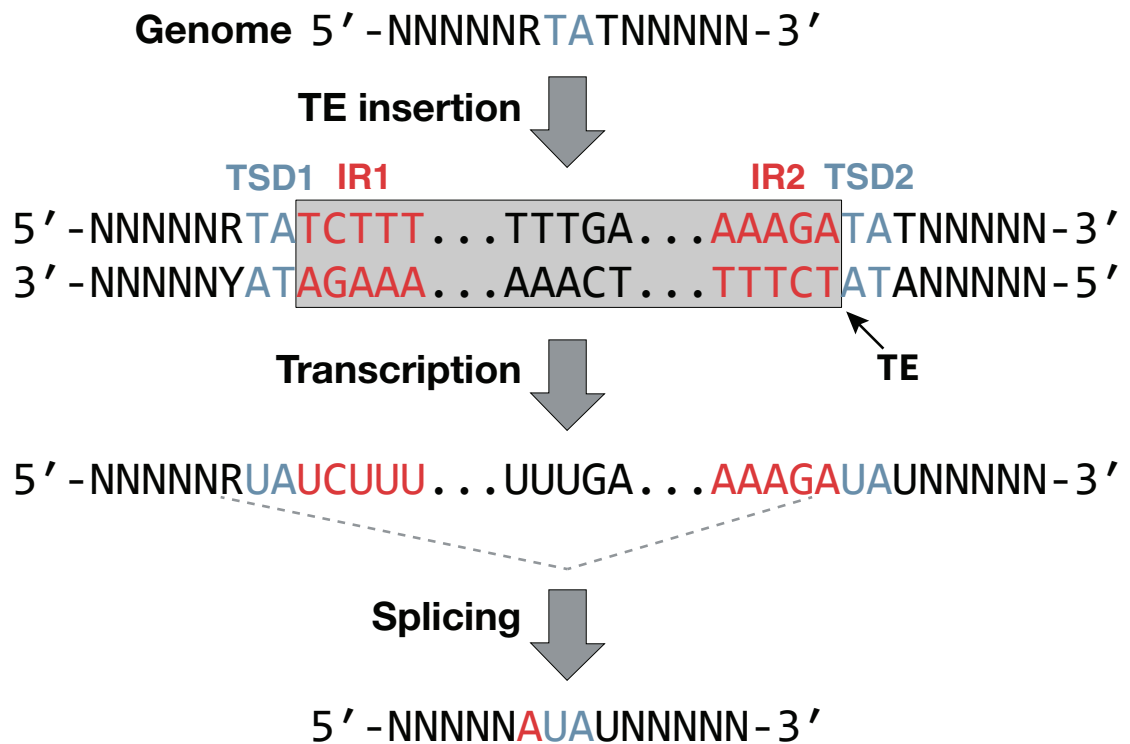 Genome 5′-NNNNNRTATNNNNN-3′
TE insertion
TSD1 IR1 IR2 TSD2
5′-NNNNNRTATCTTT...TTTGA...AAAGATATNNNNN-3′
3′-NNNNNYATAGAAA...AAACT...TTTCTATANNNNN-5′
TE
Transcription
5′-NNNNNRUAUCUUU...UUUGA...AAAGAUAUNNNNN-3′
Splicing
5′-NNNNNAUAUNNNNN-3′